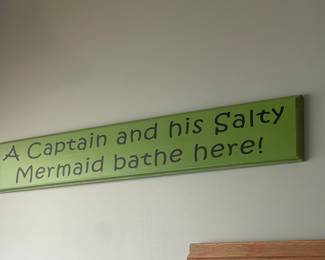 A Captain and his Salty
Mermaid bathe here!